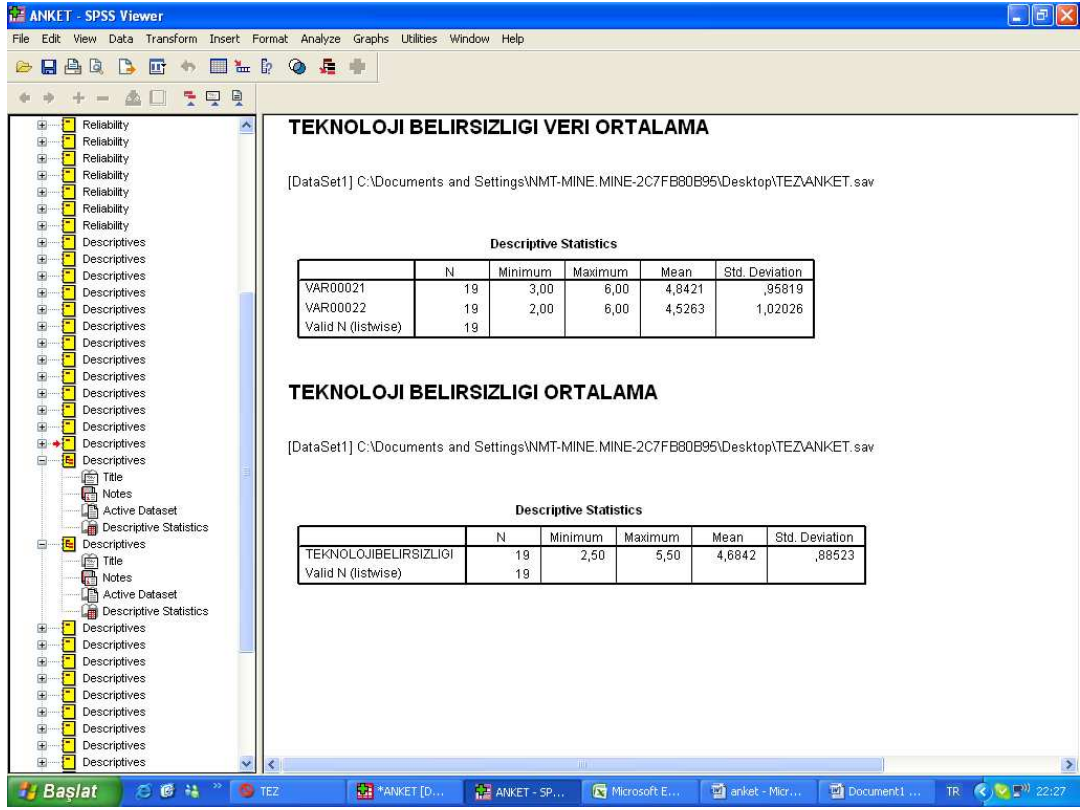 ANKET - SPSS Viewer
File Edit View Data Transform Insert Format Analyze Graphs Utilities Window Help
Reliability
Reliability
Reliability
Reliability
Reliability
Reliability
Reliability
Descriptives
Descriptives
Descriptives
Descriptives
Descriptives
Descriptives
Descriptives
Descriptives
Descriptives
Descriptives
Descriptives
Descriptives
Descriptives
Descriptives
Title
Notes
Active Dataset
Descriptive Statistics
Descriptives
Title
Notes
Active Dataset
Descriptive Statistics
Descriptives
Descriptives
Descriptives
Descriptives
Descriptives
Descriptives
Descriptives
Descriptives
Descriptives
TEKNOLOJI BELIRSIZLIGI VERI ORTALAMA
[DataSet1] C:\Documents and Settings\NMT-MINE.MINE-2C7FB80B95\Desktop\TEZ\ANKET.sav
Descriptive Statistics
N Minimum Maximum Mean Std. Deviation
VAR00021 19 3,00 6,00 4,8421 ,95819
VAR00022 19 2,00 6,00 4,5263 1,02026
Valid N (listwise) 19
TEKNOLOJI BELIRSIZLIGI ORTALAMA
[DataSet1] C:\Documents and Settings\NMT-MINE.MINE-2C7FB80B95\Desktop\TEZ\ANKET.sav
Descriptive Statistics
N Minimum Maximum Mean Std. Deviation
TEKNOLOJIBELIRSIZLIGI 19 2,50 5,50 4,6842 ,88523
Valid N (listwise) 19
Başlat TEZ *ANKET [D... ANKET - SP... Microsoft E... anket - Micr... Document1 ... TR 22:27